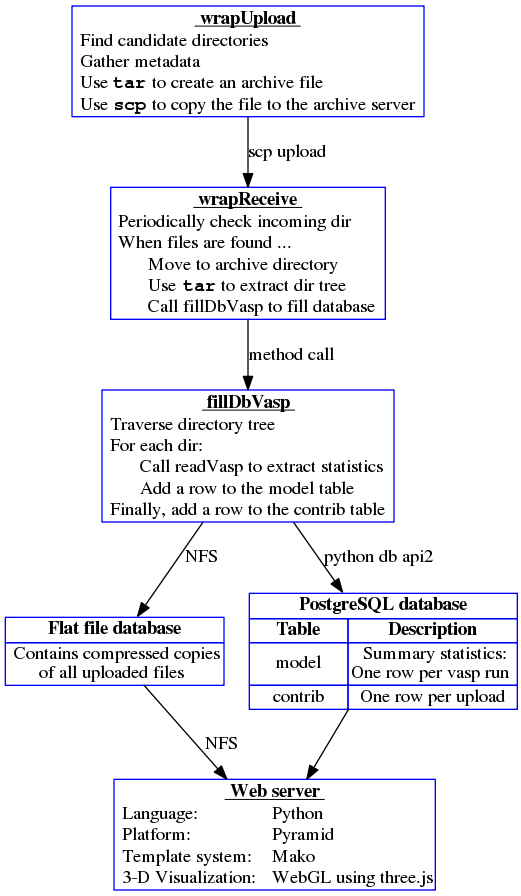 wrapUpload
Find candidate directories
Gather metadata
Use tar to create an archive file
Use scp to copy the file to the archive server
scp upload
wrapReceive
Periodically check incoming dir
When files are found ...
Move to archive directory
Use tar to extract dir tree
Call fillDbVasp to fill database
method call
fillDbVasp
Traverse directory tree
For each dir:
Call readVasp to extract statistics
Add a row to the model table
Finally, add a row to the contrib table
NFS
python db api2
Flat file database
Contains compressed copies
of all uploaded files
PostgreSQL database
Table Description
model Summary statistics:
One row per vasp run
contrib One row per upload
NFS
Web server
Language: Python
Platform: Pyramid
Template system: Mako
3-D Visualization: WebGL using three.js